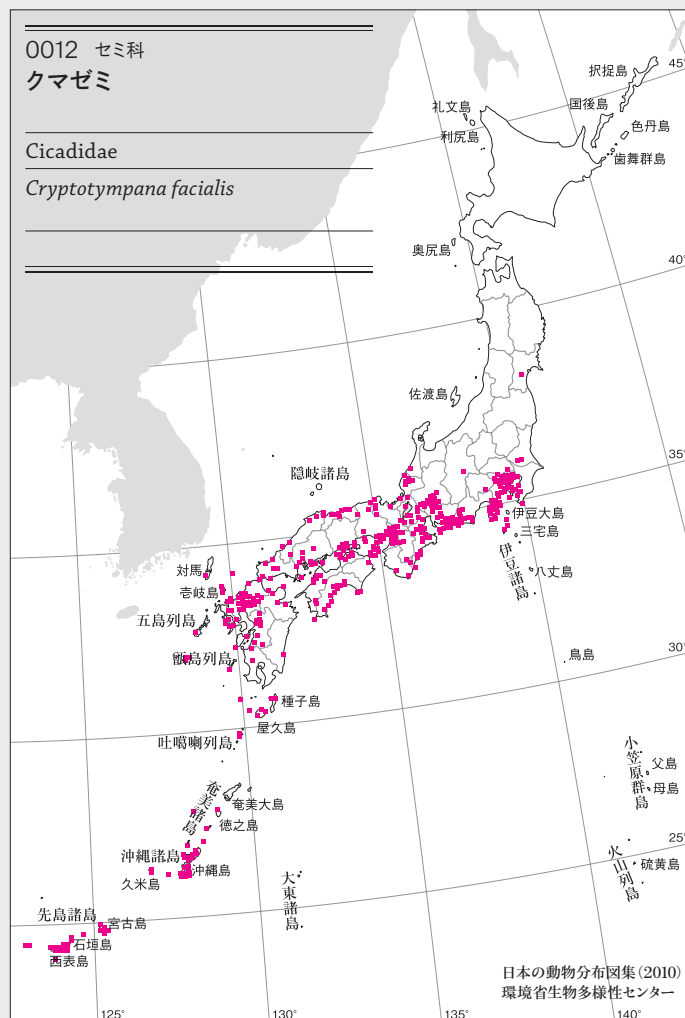 0012 セミ科
クマゼミ
Cicadidae
Cryptotympana facialis
択捉島
45°
礼文島
国後島
利尻島
色丹島
歯舞群島
奥尻島
40°
佐渡島
35°
隠岐諸島
伊豆大島
三宅島
伊豆諸島
八丈島
対馬
壱岐島
五島列島
甑島列島
鳥島
30°
種子島
屋久島
吐噶喇列島
小笠原群島
父島
母島
奄美諸島
奄美大島
徳之島
25°
沖縄諸島
沖縄島
久米島
火山列島
硫黄島
大東諸島
先島諸島
宮古島
石垣島
西表島
日本の動物分布図集(2010)
環境省生物多様性センター
125°
130°
135°
140°